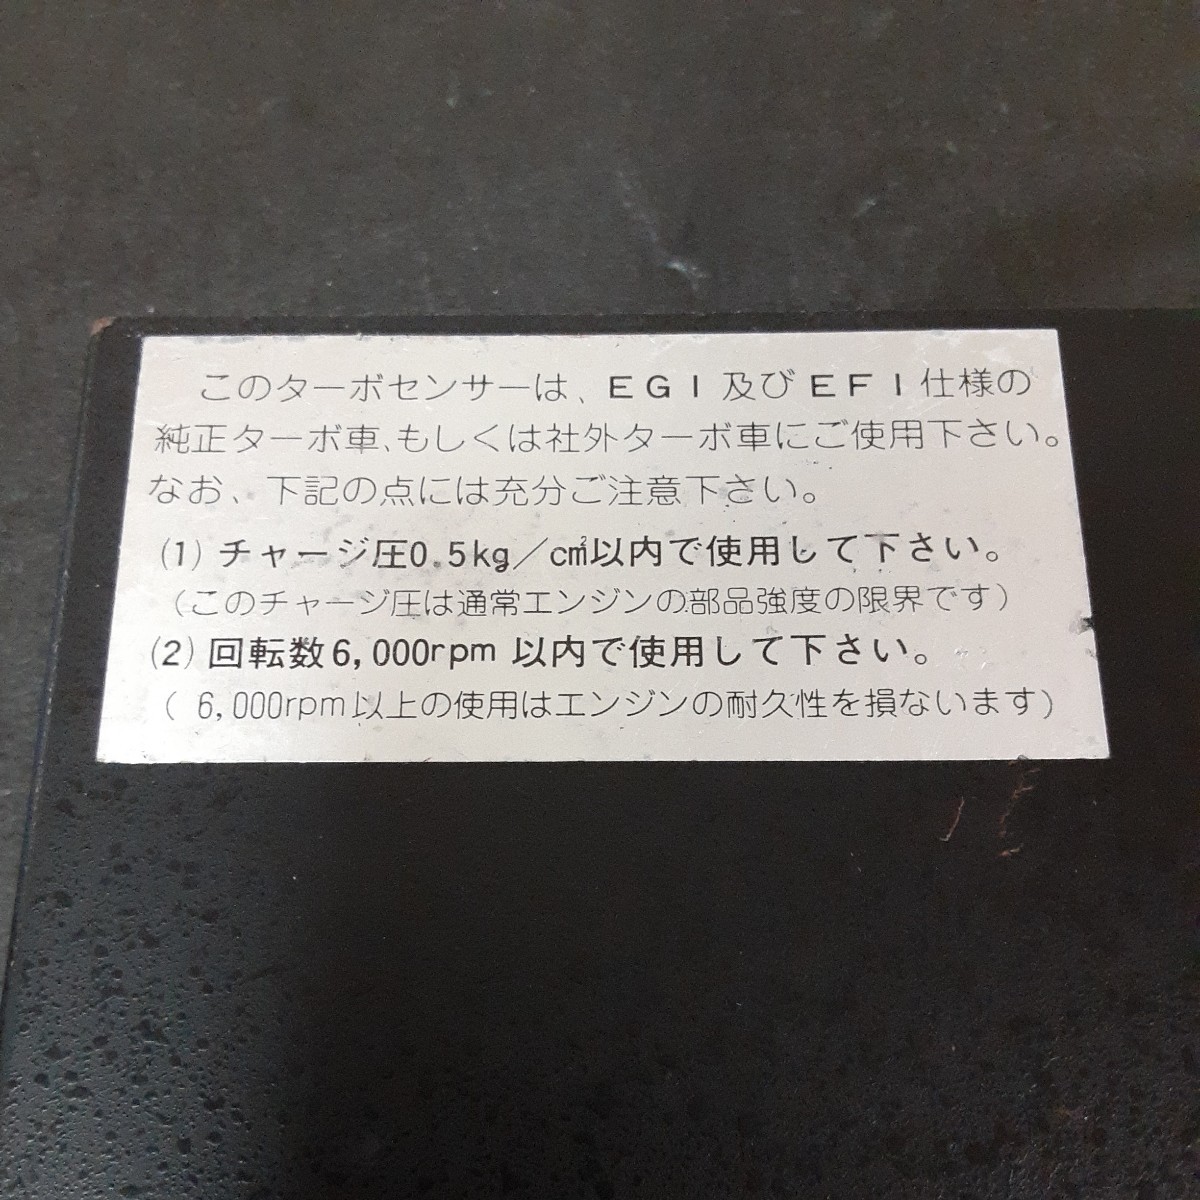 このターボセンサーは、EGI及びEFI仕様の
純正ターボ車、もしくは社外ターボ車にご使用下さい。
なお、下記の点には充分ご注意下さい。
(1) チャージ圧0.5kg／c㎡以内で使用して下さい。
(このチャージ圧は通常エンジンの部品強度の限界です)
(2) 回転数6,000rpm 以内で使用して下さい。
( 6,000rpm以上の使用はエンジンの耐久性を損ないます)